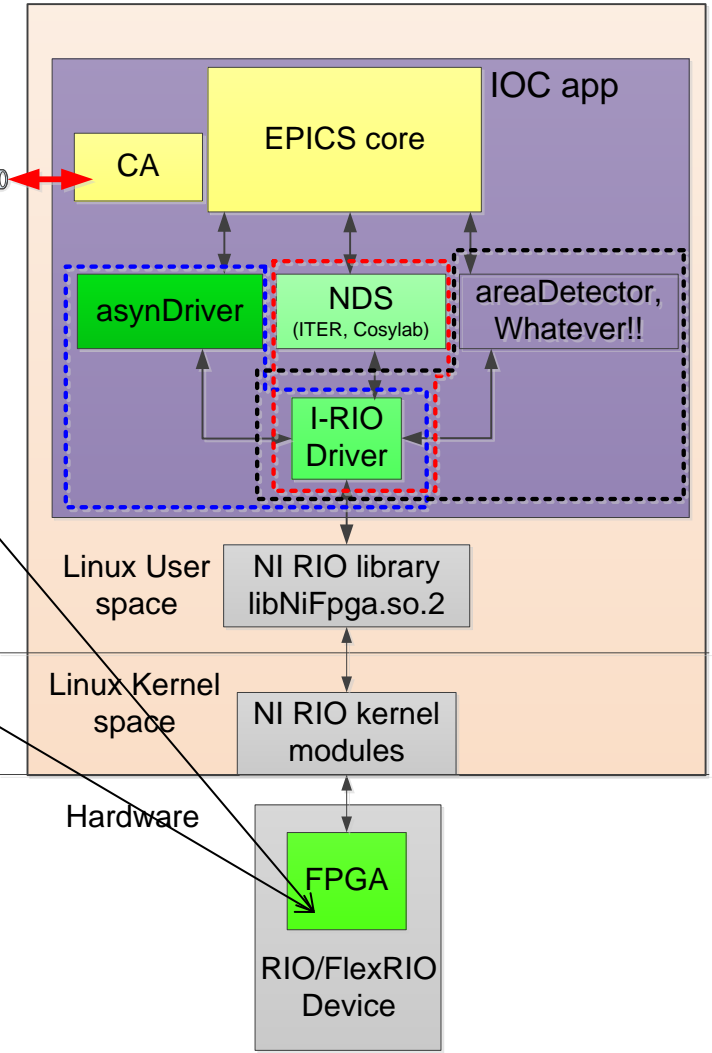 IOC app
EPICS core
CA
asynDriver
NDS
(ITER, Cosylab)
areaDetector,
Whatever!!
I-RIO
Driver
Linux User
space
NI RIO library
libNiFpga.so.2
Linux Kernel
space
NI RIO kernel
modules
Hardware
FPGA
RIO/FlexRIO
Device